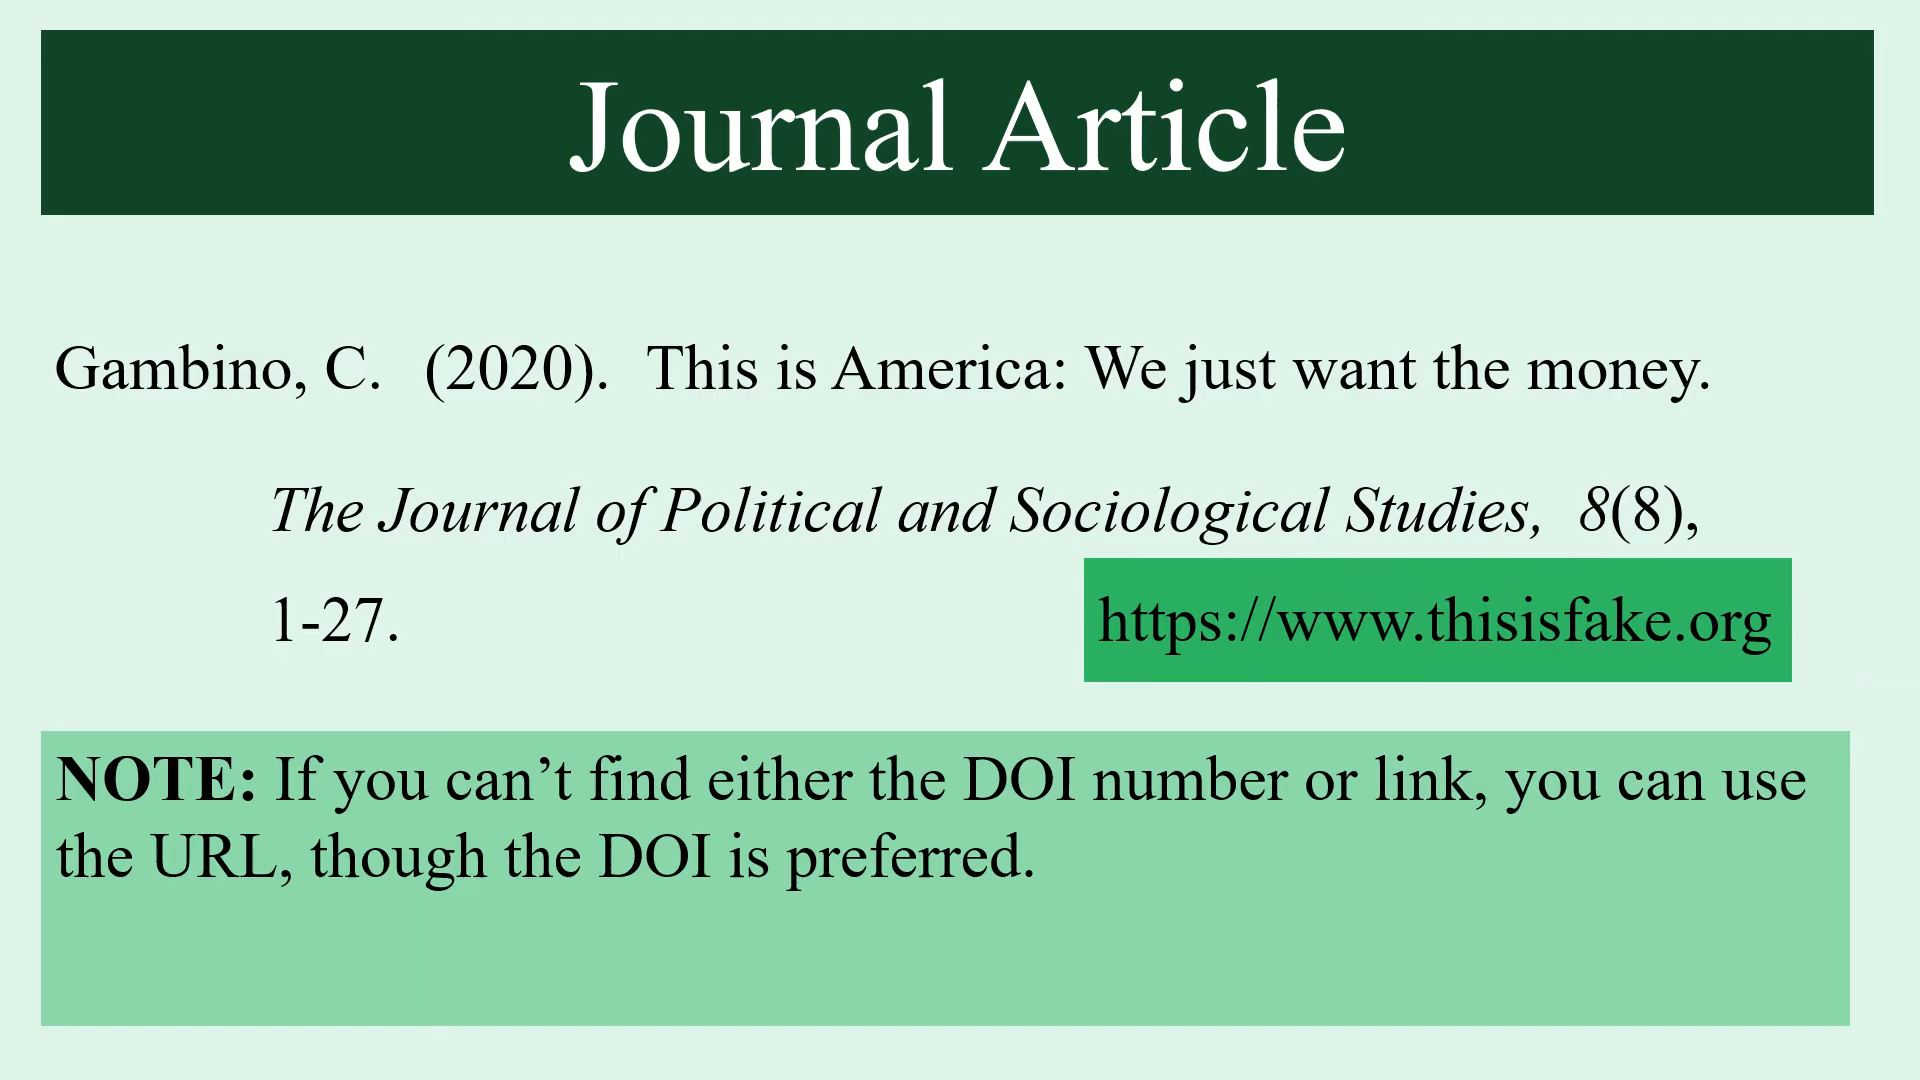 Journal Article
Gambino, C. (2020). This is America: We just want the money.
The Journal of Political and Sociological Studies, 8(8),
1-27. https://www.thisisfake.org
NOTE: If you can’t find either the DOI number or link, you can use
the URL, though the DOI is preferred.